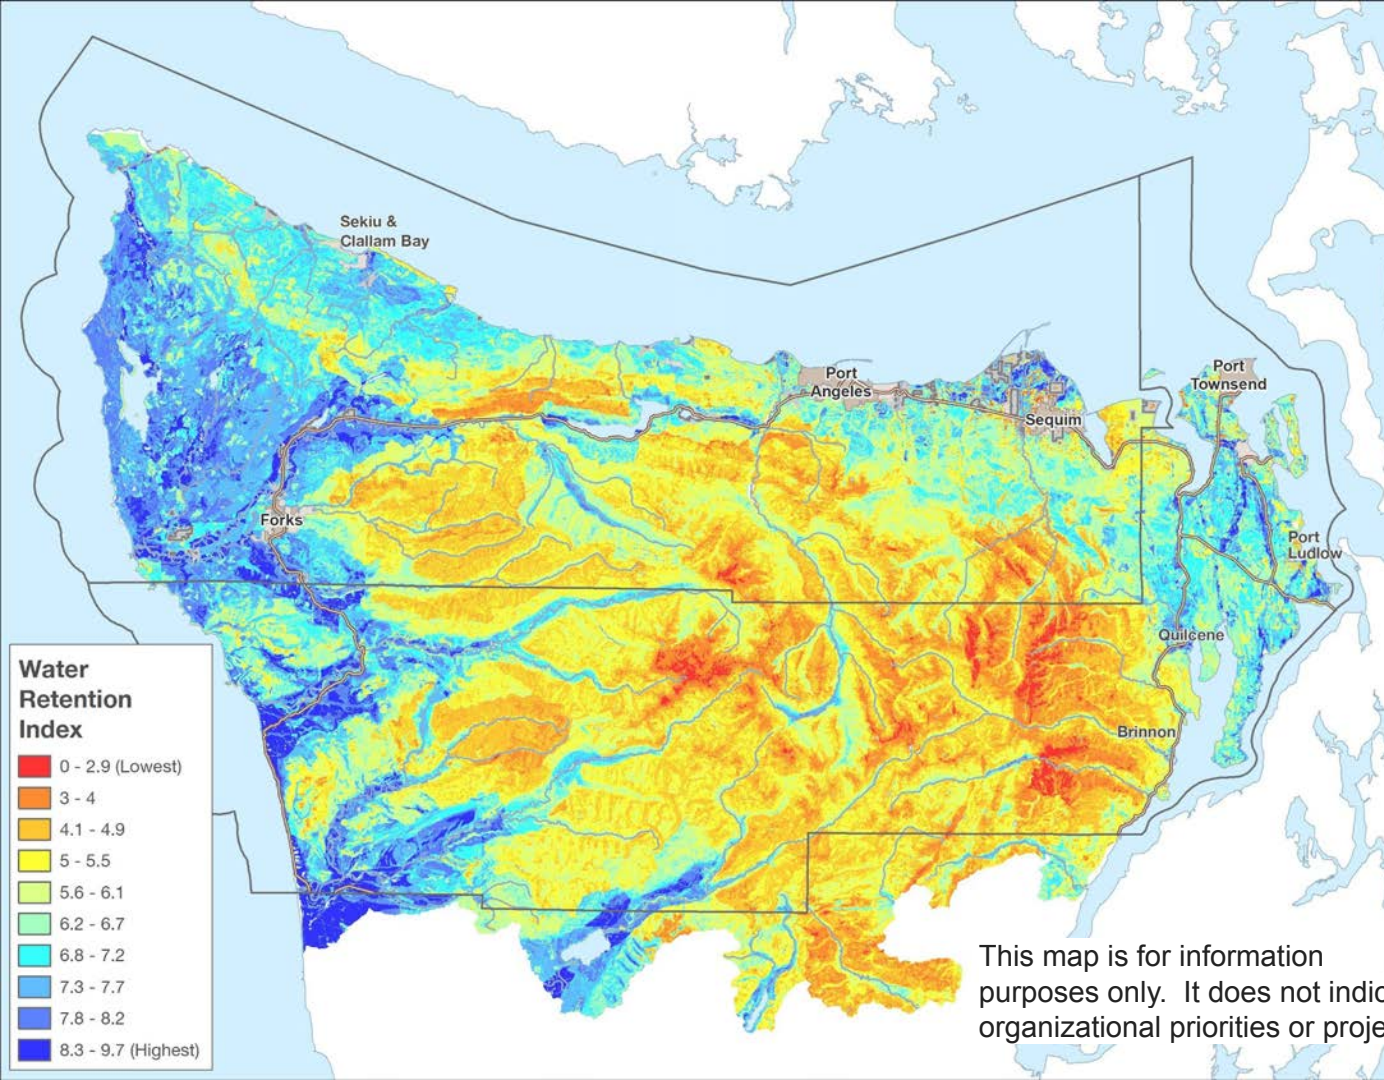 Sekiu &
Clallam Bay
Port
Angeles
Port
Townsend
Sequim
Forks
Port
Ludlow
Quilcene
Brinnon
Water
Retention
Index
0 - 2.9 (Lowest)
3 - 4
4.1 - 4.9
5 - 5.5
5.6 - 6.1
6.2 - 6.7
6.8 - 7.2
7.3 - 7.7
7.8 - 8.2
8.3 - 9.7 (Highest)
This map is for information
purposes only. It does not indic
organizational priorities or proje